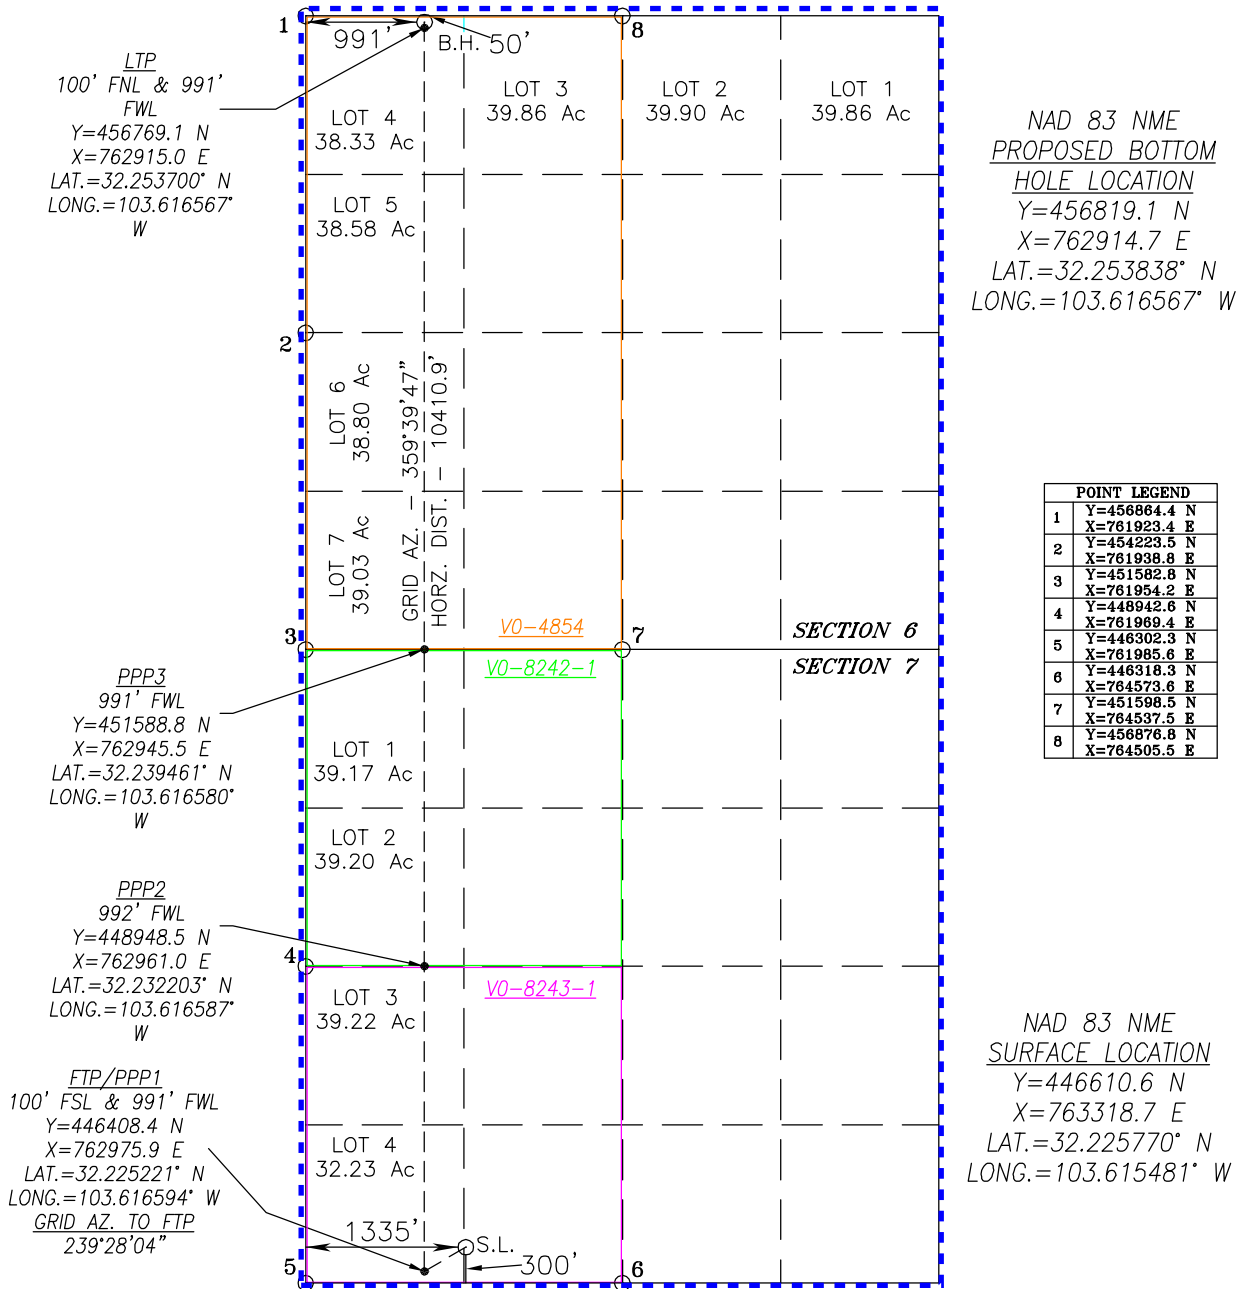 1
8
991'
B.H. 50'
LTP
100' FNL & 991'
FWL
Y=456769.1 N
X=762915.0 E
LAT.=32.253700° N
LONG.=103.616567°
W
LOT 4
38.33 Ac
LOT 3
39.86 Ac
LOT 2
39.90 Ac
LOT 1
39.86 Ac
NAD 83 NME
PROPOSED BOTTOM
HOLE LOCATION
Y=456819.1 N
X=762914.7 E
LAT.=32.253838° N
LONG.=103.616567° W
LOT 5
38.58 Ac
2
LOT 6
38.80 Ac
GRID AZ. - 359°39'47"
HORZ. DIST. - 10410.9'
LOT 7
39.03 Ac
POINT LEGEND
1 Y=456864.4 N
X=761923.4 E
2 Y=454223.5 N
X=761938.8 E
3 Y=451582.8 N
X=761954.2 E
4 Y=448942.6 N
X=761969.4 E
5 Y=446302.3 N
X=761985.6 E
6 Y=446318.3 N
X=764573.6 E
7 Y=451598.5 N
X=764537.5 E
8 Y=456876.8 N
X=764505.5 E
3
VO-4854
7
SECTION 6
VO-8242-1
SECTION 7
PPP3
991' FWL
Y=451588.8 N
X=762945.5 E
LAT.=32.239461° N
LONG.=103.616580°
W
LOT 1
39.17 Ac
LOT 2
39.20 Ac
PPP2
992' FWL
Y=448948.5 N
X=762961.0 E
LAT.=32.232203° N
LONG.=103.616587°
W
4
VO-8243-1
LOT 3
39.22 Ac
FTP/PPP1
100' FSL & 991' FWL
Y=446408.4 N
X=762975.9 E
LAT.=32.225221° N
LONG.=103.616594° W
GRID AZ. TO FTP
239°28'04"
LOT 4
32.23 Ac
NAD 83 NME
SURFACE LOCATION
Y=446610.6 N
X=763318.7 E
LAT.=32.225770° N
LONG.=103.615481° W
1335'
S.L.
300'
5
6